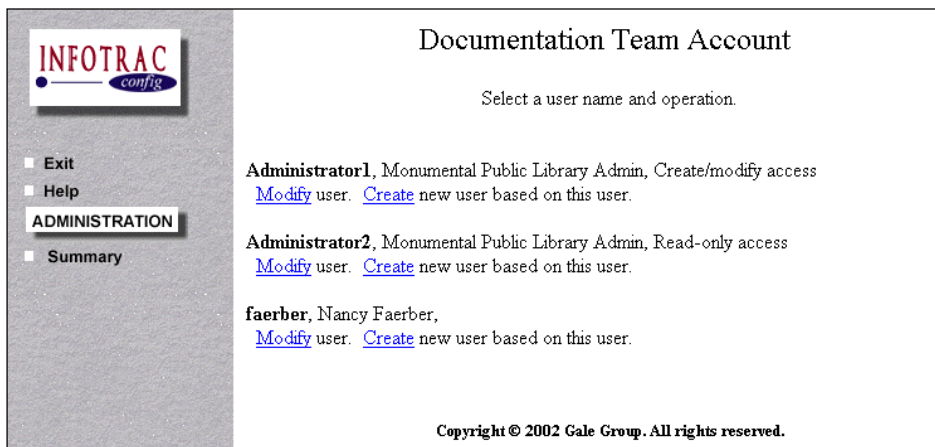 INFOTRAC
config
Exit
Help
ADMINISTRATION
Summary
Documentation Team Account
Select a user name and operation.
Administrator1, Monumental Public Library Admin, Create/modify access
Modify user. Create new user based on this user.
Administrator2, Monumental Public Library Admin, Read-only access
Modify user. Create new user based on this user.
faerber, Nancy Faerber,
Modify user. Create new user based on this user.
Copyright © 2002 Gale Group. All rights reserved.